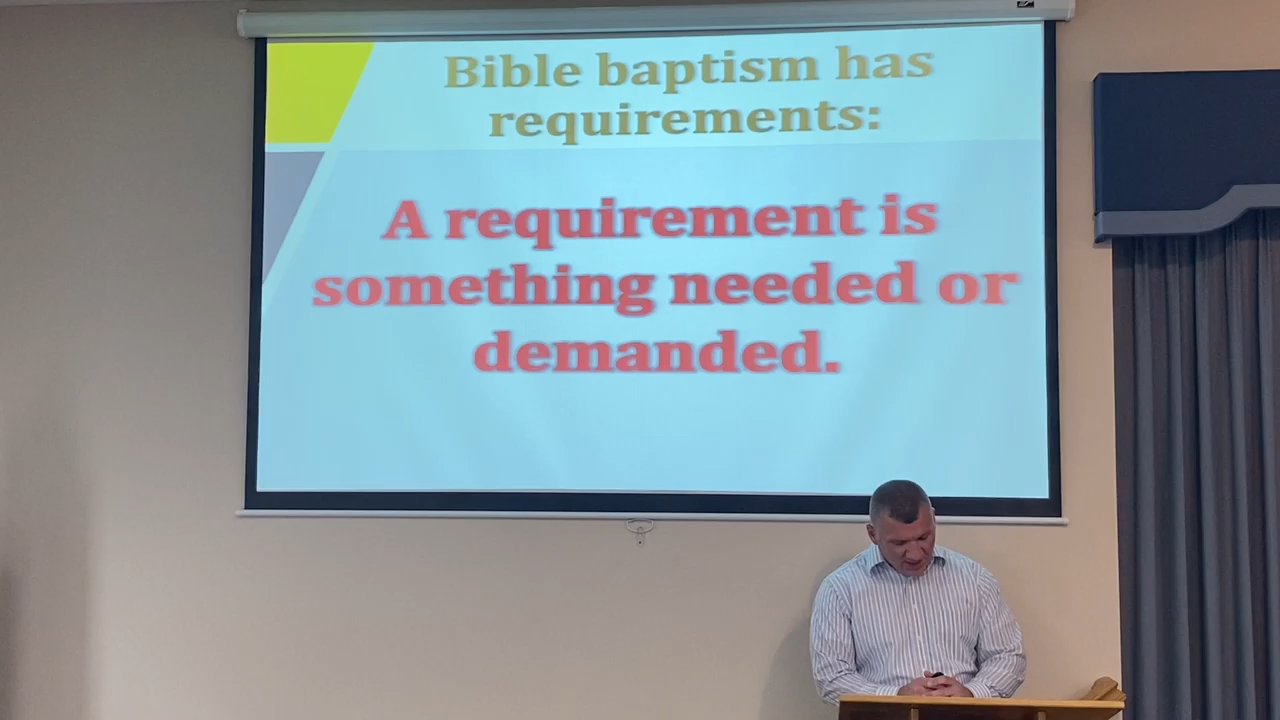 Bible baptism has
requirements:
A requirement is
something needed or
demanded.